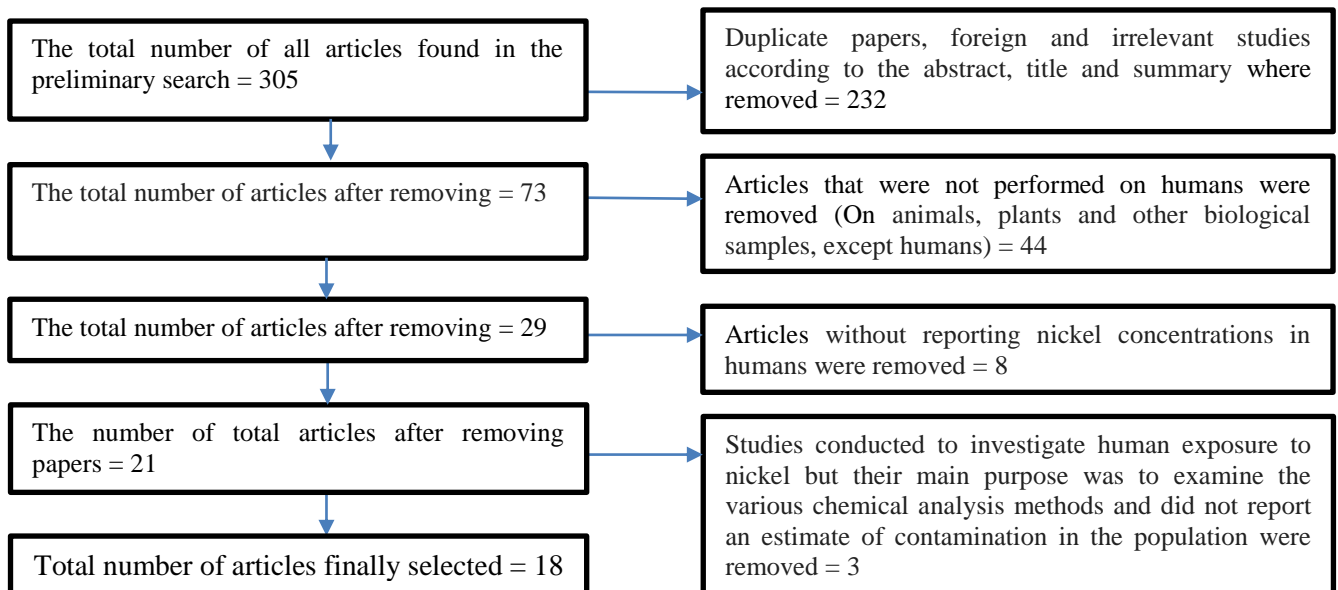 The total number of all articles found in the
preliminary search = 305
Duplicate papers, foreign and irrelevant studies
according to the abstract, title and summary where
removed = 232
The total number of articles after removing = 73
Articles that were not performed on humans were
removed (On animals, plants and other biological
samples, except humans) = 44
The total number of articles after removing = 29
Articles without reporting nickel concentrations in
humans were removed = 8
The number of total articles after removing
papers = 21
Studies conducted to investigate human exposure to
nickel but their main purpose was to examine the
various chemical analysis methods and did not report
an estimate of contamination in the population were
removed = 3
Total number of articles finally selected = 18